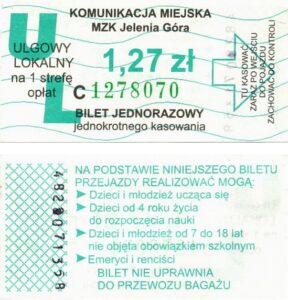 KOMUNIKACJA MIEJSKA
MZK Jelenia Góra
U
L
ULGOWY
LOKALNY
na 1 strefę
opłat
1,27 zł
C 1278070
BILET JEDNORAZOWY
jednokrotnego kasowania
TU KASOWAĆ
ZARAZ PO WEJŚCIU
DO POJAZDU
ZACHOWAĆ DO KONTROLI
NA PODSTAWIE NINIEJSZEGO BILETU
PRZEJAZDY REALIZOWAĆ MOGĄ:
Dzieci i młodzież ucząca się
Dzieci od 4 roku życia
do rozpoczęcia nauki
Dzieci i młodzież od 7 do 18 lat
nie objęta obowiązkiem szkolnym
Emeryci i renciści
BILET NIE UPRAWNIA
DO PRZEWOZU BAGAŻU